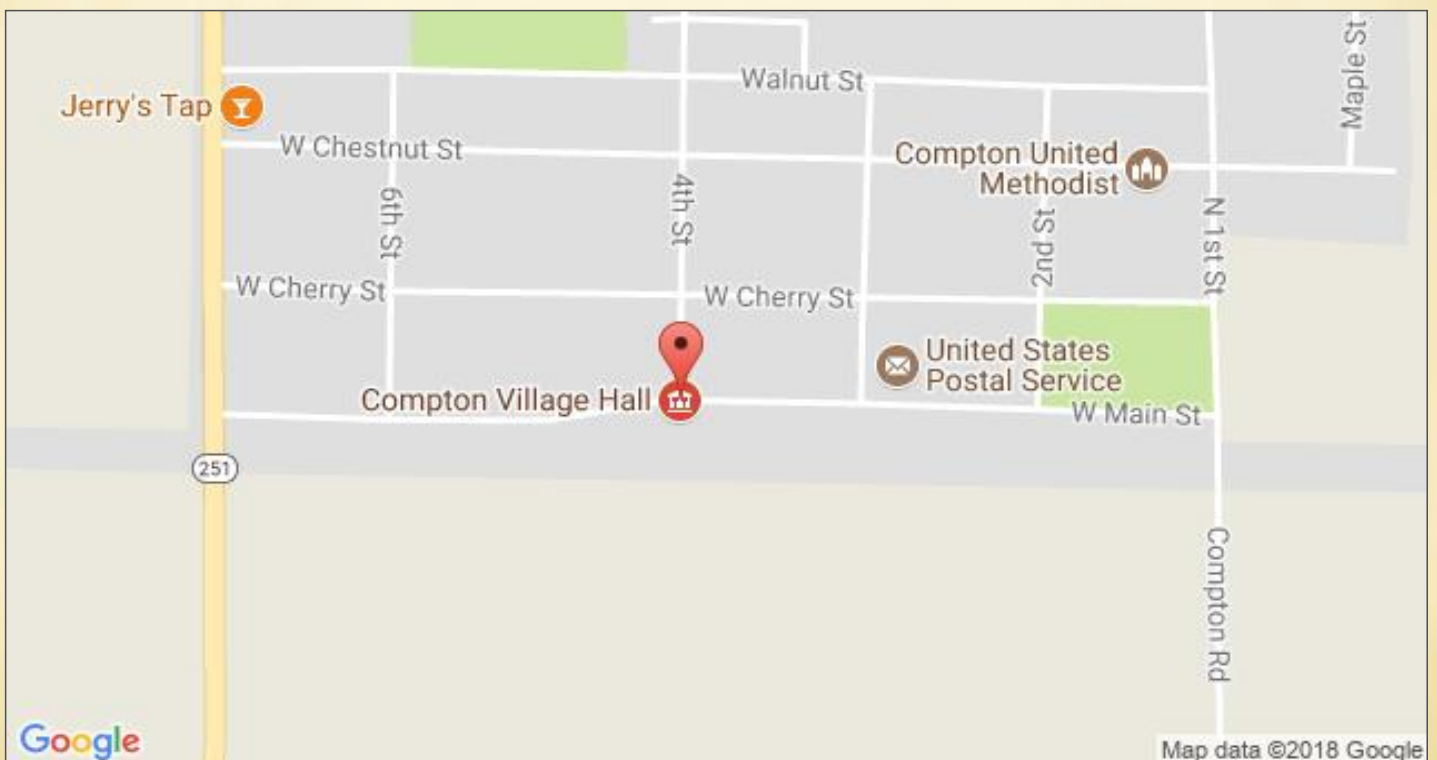 Maple St
Walnut St
Jerry's Tap
W Chestnut St
Compton United
Methodist
6th St
4th St
2nd St
N 1st St
W Cherry St
W Cherry St
United States
Postal Service
Compton Village Hall
W Main St
251
Compton Rd
Google
Map data ©2018 Google